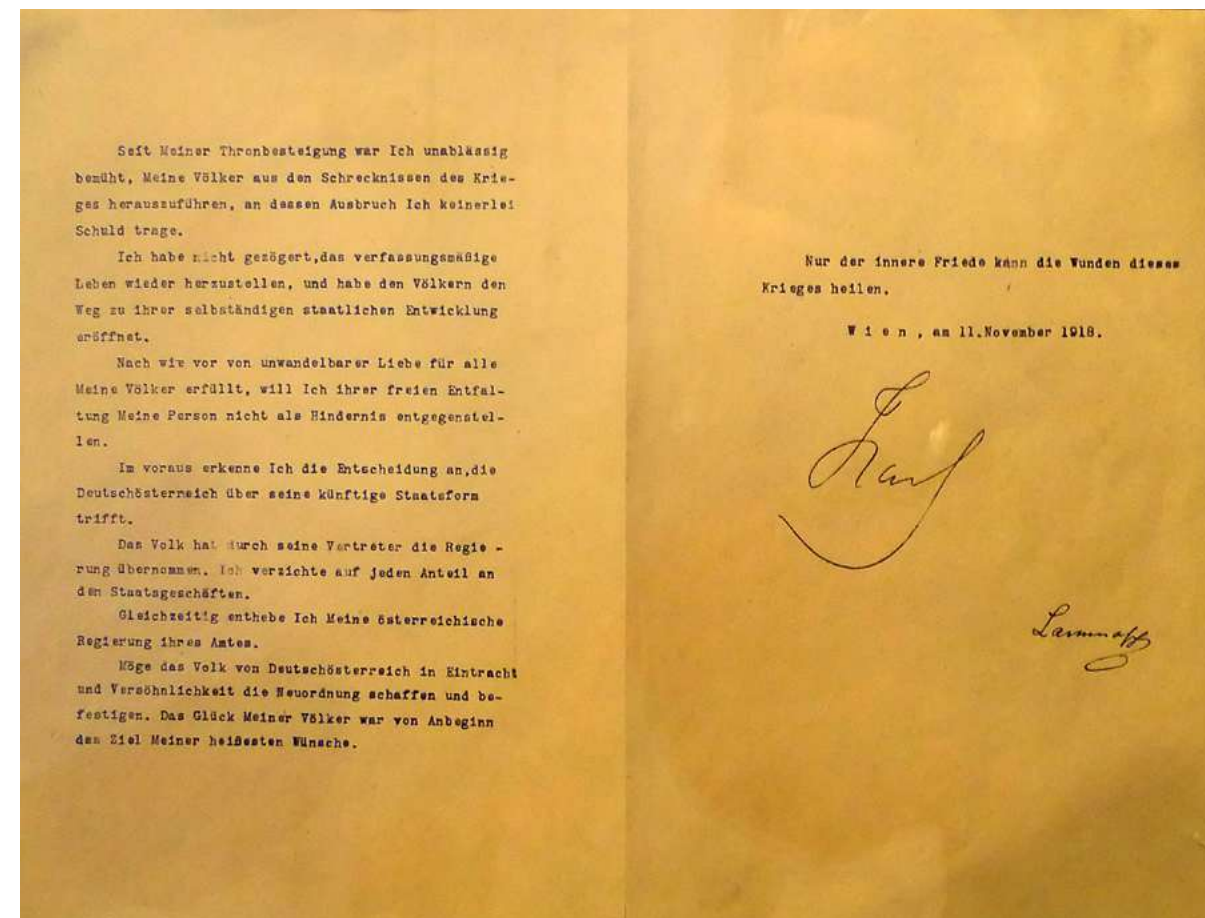 Seit Meiner Thronbesteigung war Ich unablässig
bemüht, Meine Völker aus den Schrecknissen des Krie-
ges herauszuführen, an dessen Ausbruch Ich keinerlei
Schuld trage.
Ich habe nicht gezögert,das verfassungsmäßige
Leben wieder herzustellen, und habe den Völkern den
Weg zu ihrer selbständigen staatlichen Entwicklung
eröffnet.
Nach wie vor von unwandelbarer Liebe für alle
Meine Völker erfüllt, will Ich ihrer freien Entfal-
tung Meine Person nicht als Hindernis entgegenstel-
len.
Im voraus erkenne Ich die Entscheidung an,die
Deutschösterreich über seine künftige Staatsform
trifft.
Das Volk hat durch seine Vertreter die Regie -
rung übernommen. Ich verzichte auf jeden Anteil an
den Staatsgeschäften.
Gleichzeitig enthebe Ich Meine österreichische
Regierung ihres Amtes.
Möge das Volk von Deutschösterreich in Eintracht
und Versöhnlichkeit die Neuordnung schaffen und be-
festigen. Das Glück Meiner Völker war von Anbeginn
das Ziel Meiner heißesten Wünsche.
Nur der innere Friede kann die Wunden dieses
Krieges heilen.
W i e n , am 11.November 1918.
Karl
Lammasch